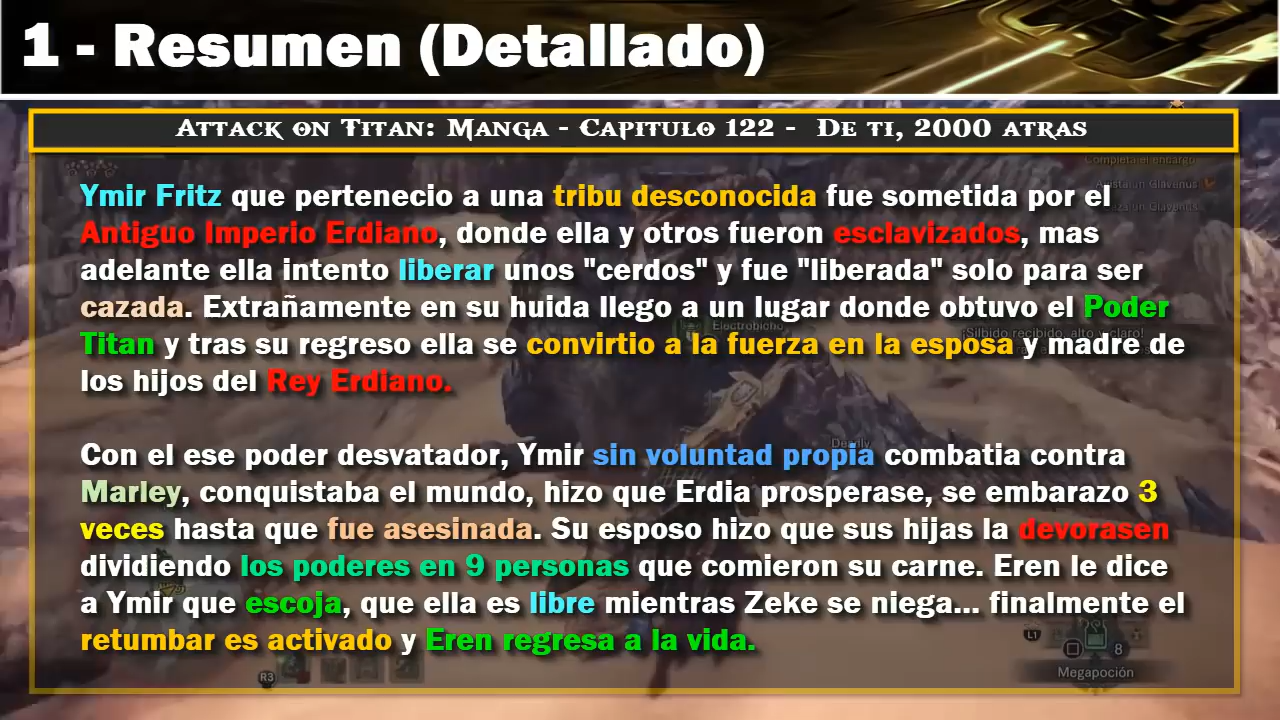 1 - Resumen (Detallado)
Attack on Titan: Manga - Capitulo 122 - De ti, 2000 atras
Completa el encargo
Ymir Fritz que pertenecio a una tribu desconocida fue sometida por el
Antiguo Imperio Erdiano, donde ella y otros fueron esclavizados, mas
adelante ella intento liberar unos "cerdos" y fue "liberada" solo para ser
cazada. Extrañamente en su huida llego a un lugar donde obtuvo el Poder
Electrobicho
¡Silbido recibido, alto y claro!
Titan y tras su regreso ella se convirtio a la fuerza en la esposa y madre de
los hijos del Rey Erdiano.
Con el ese poder desvatador, Ymir sin voluntad propia combatia contra
Marley, conquistaba el mundo, hizo que Erdia prosperase, se embarazo 3
veces hasta que fue asesinada. Su esposo hizo que sus hijas la devorasen
dividiendo los poderes en 9 personas que comieron su carne. Eren le dice
a Ymir que escoja, que ella es libre mientras Zeke se niega... finalmente el
retumbar es activado y Eren regresa a la vida.
L1
8
Megapoción
R3